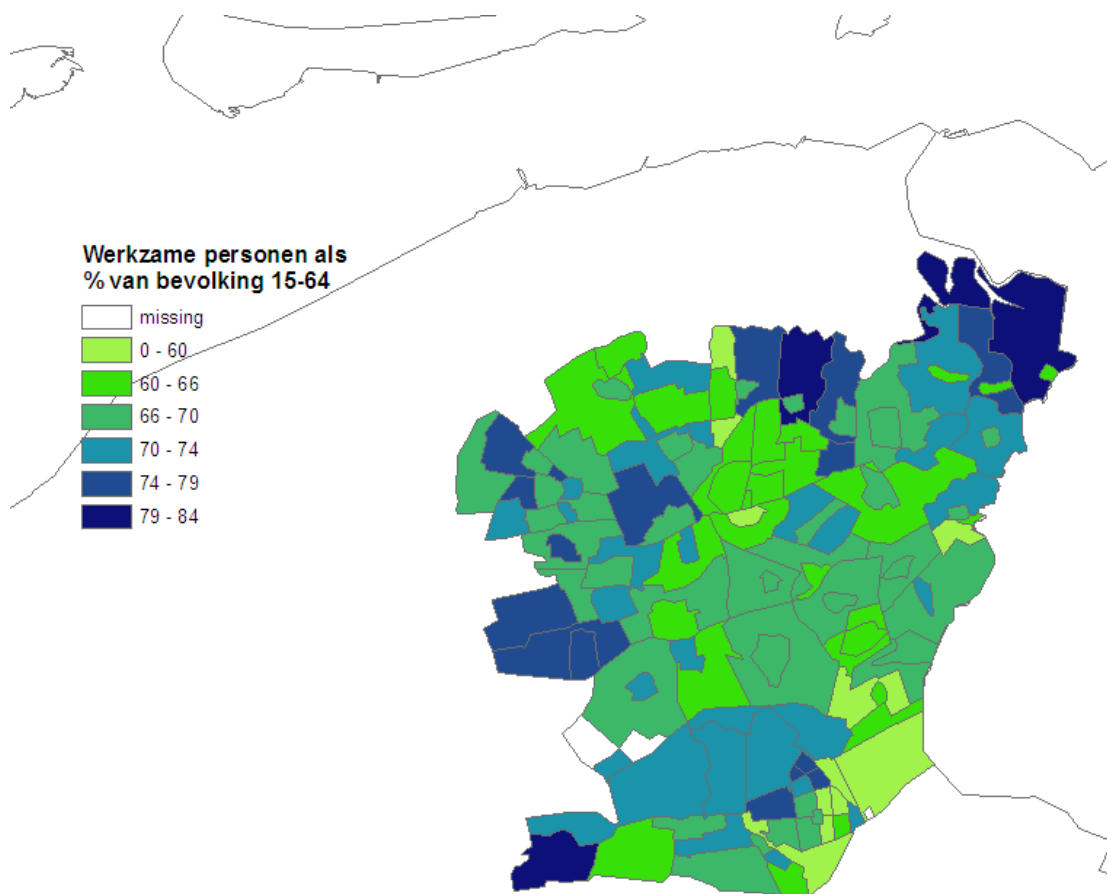 Werkzame personen als
% van bevolking 15-64
missing
0 - 60
60 - 66
66 - 70
70 - 74
74 - 79
79 - 84